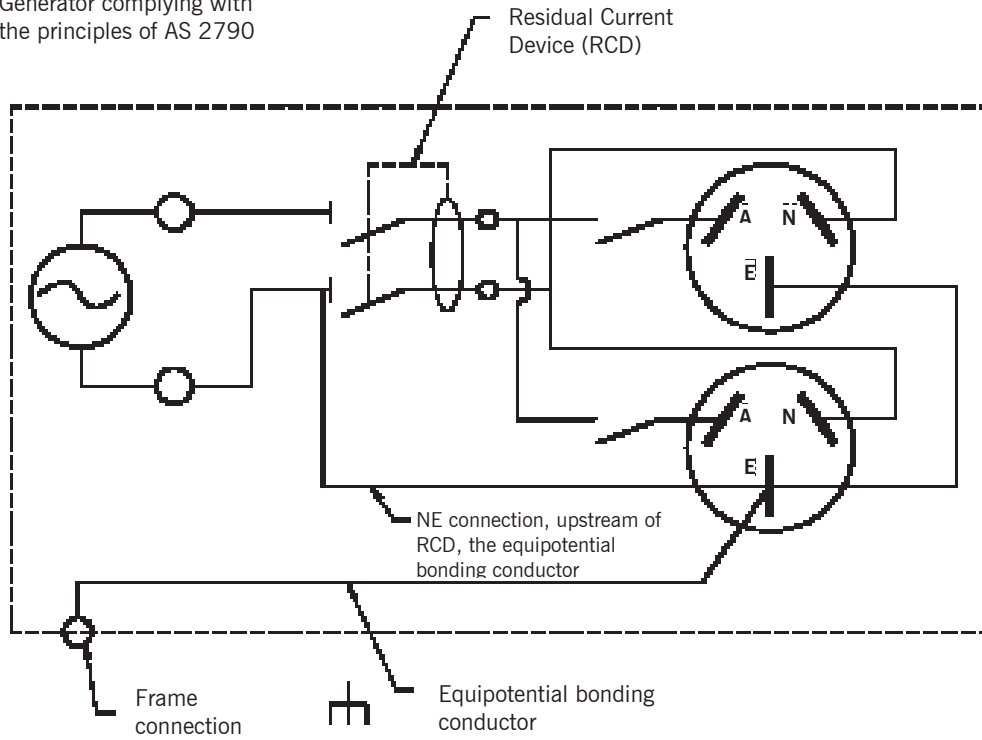 Generator complying with
the principles of AS 2790
Residual Current
Device (RCD)
A N
E
A N
E
NE connection, upstream of
RCD, the equipotential
bonding conductor
Frame
connection
Equipotential bonding
conductor